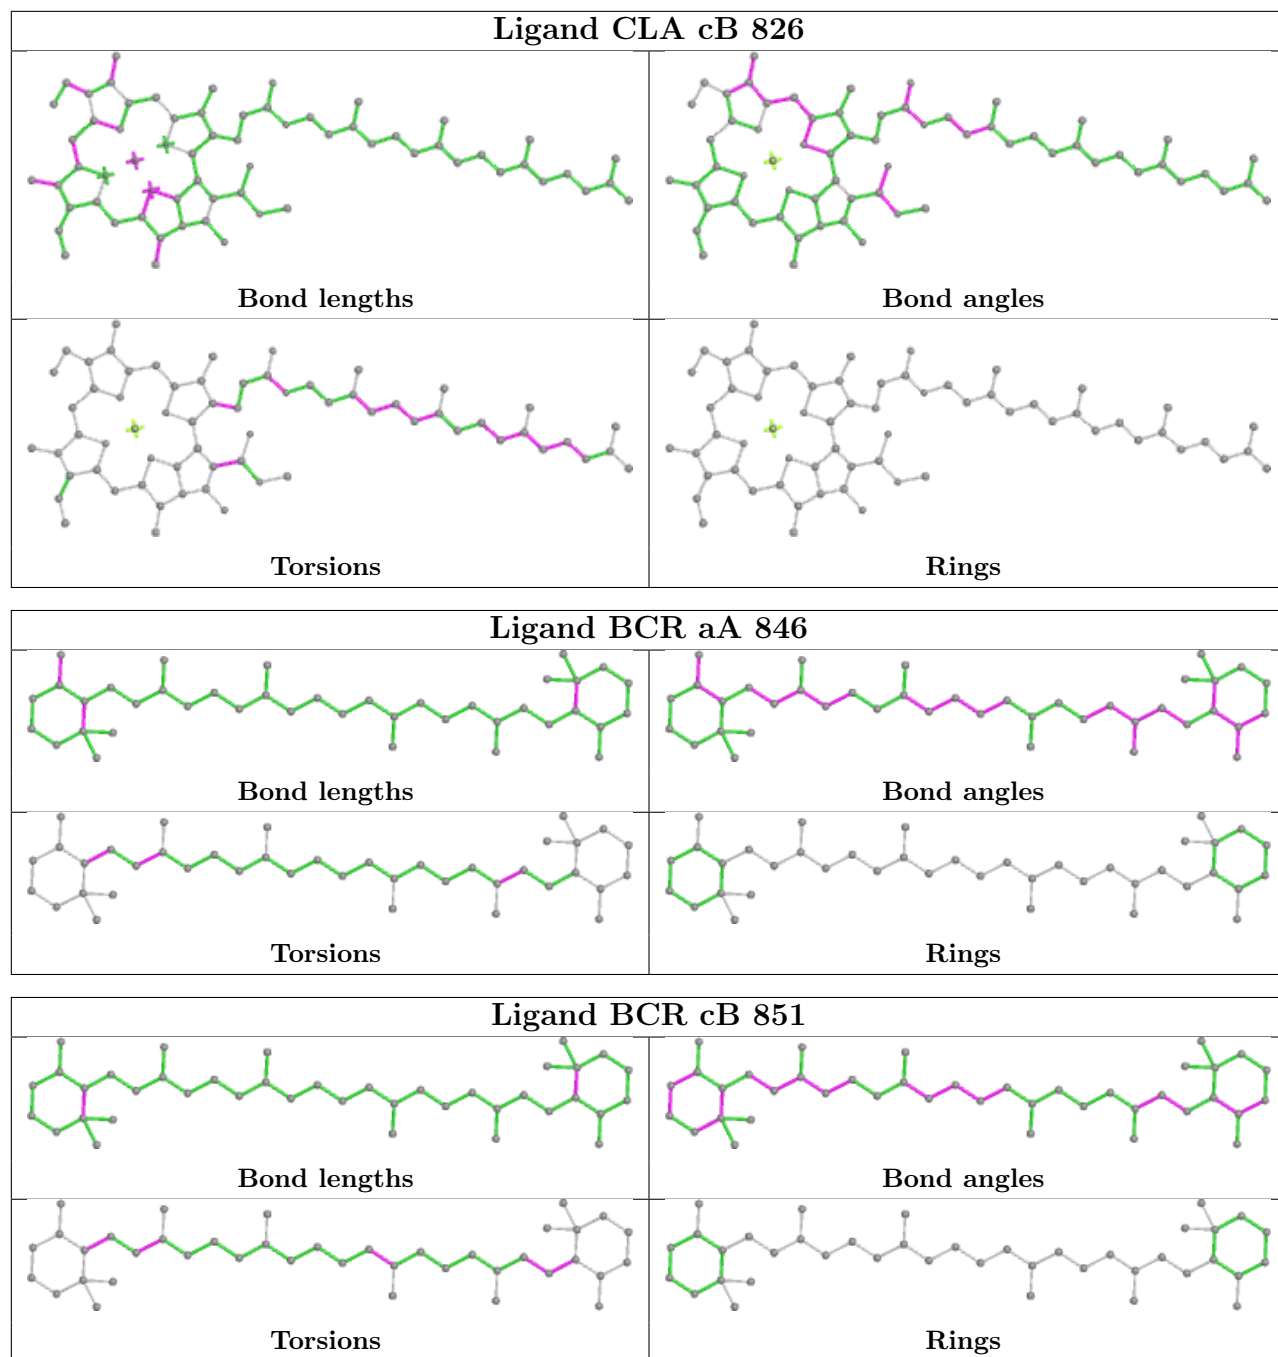 Ligand CLA cB 826
Bond lengths
Bond angles
Torsions
Rings
Ligand BCR aA 846
Bond lengths
Bond angles
Torsions
Rings
Ligand BCR cB 851
Bond lengths
Bond angles
Torsions
Rings